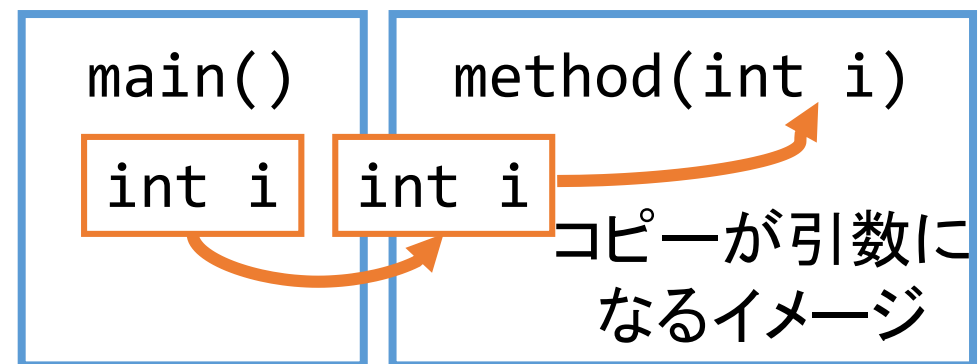 main()
method(int i)
int i
int i
コピーが引数に
なるイメージ